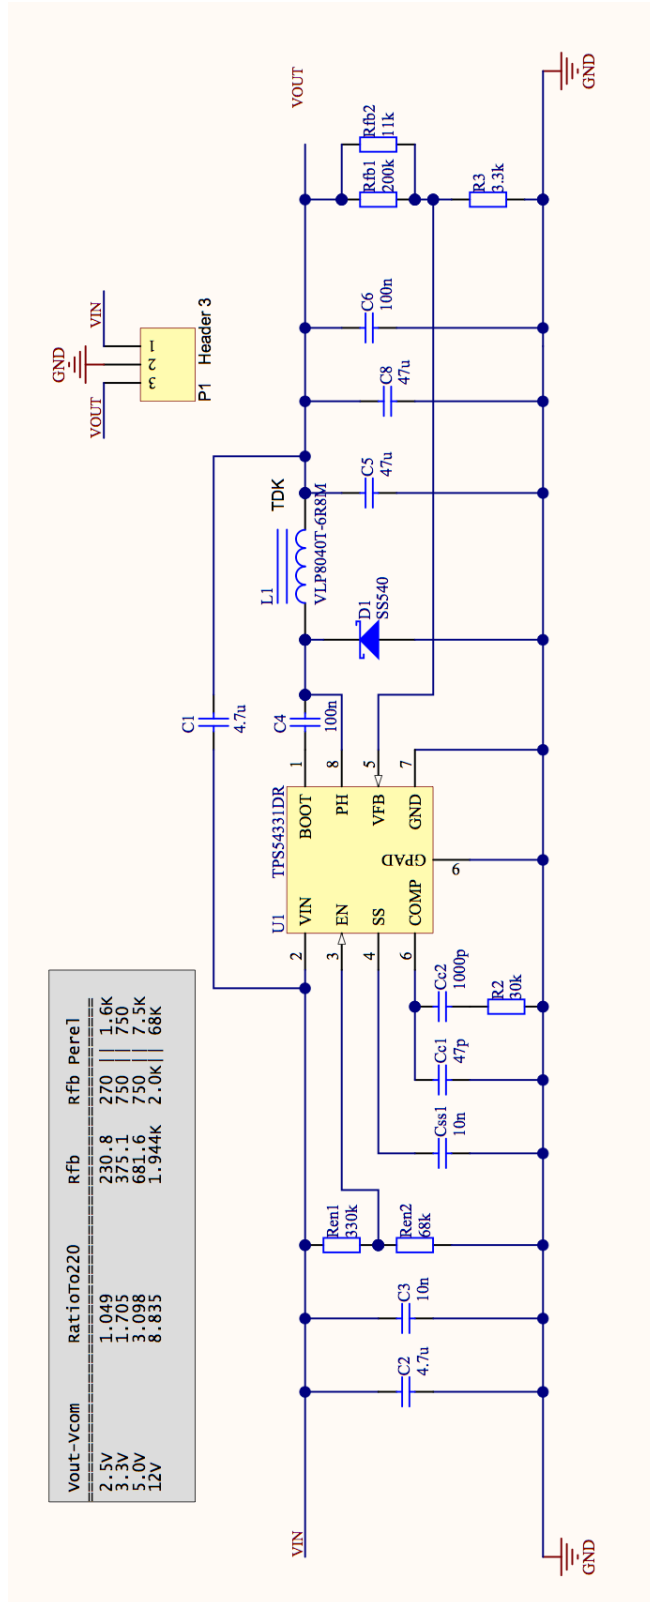 Vout-Vcom RatioTo220 Rfb Rfb Perel
==================================================
2.5V 1.049 230.8 270 || 1.6K
3.3V 1.705 375.1 750 || 750
5.0V 3.098 681.6 750 || 7.5K
12V 8.835 1.944K 2.0K || 68K
VOUT
GND
VIN
3
2
1
P1
Header 3
C1
4.7u
L1
TDK
VLP8040T-6R8M
VIN
VOUT
U1
TPS54331DR
2
VIN
BOOT
1
3
EN
PH
8
4
SS
VFB
5
6
COMP
GND
7
GPAD
9
C4
100n
D1
SS540
C5
47u
C8
47u
C6
100n
Rfb1
200k
Rfb2
11k
R3
3.3k
C2
4.7u
C3
10n
Ren1
330k
Ren2
68k
Css1
10n
Cc1
47p
Cc2
1000p
R2
30k
GND
GND